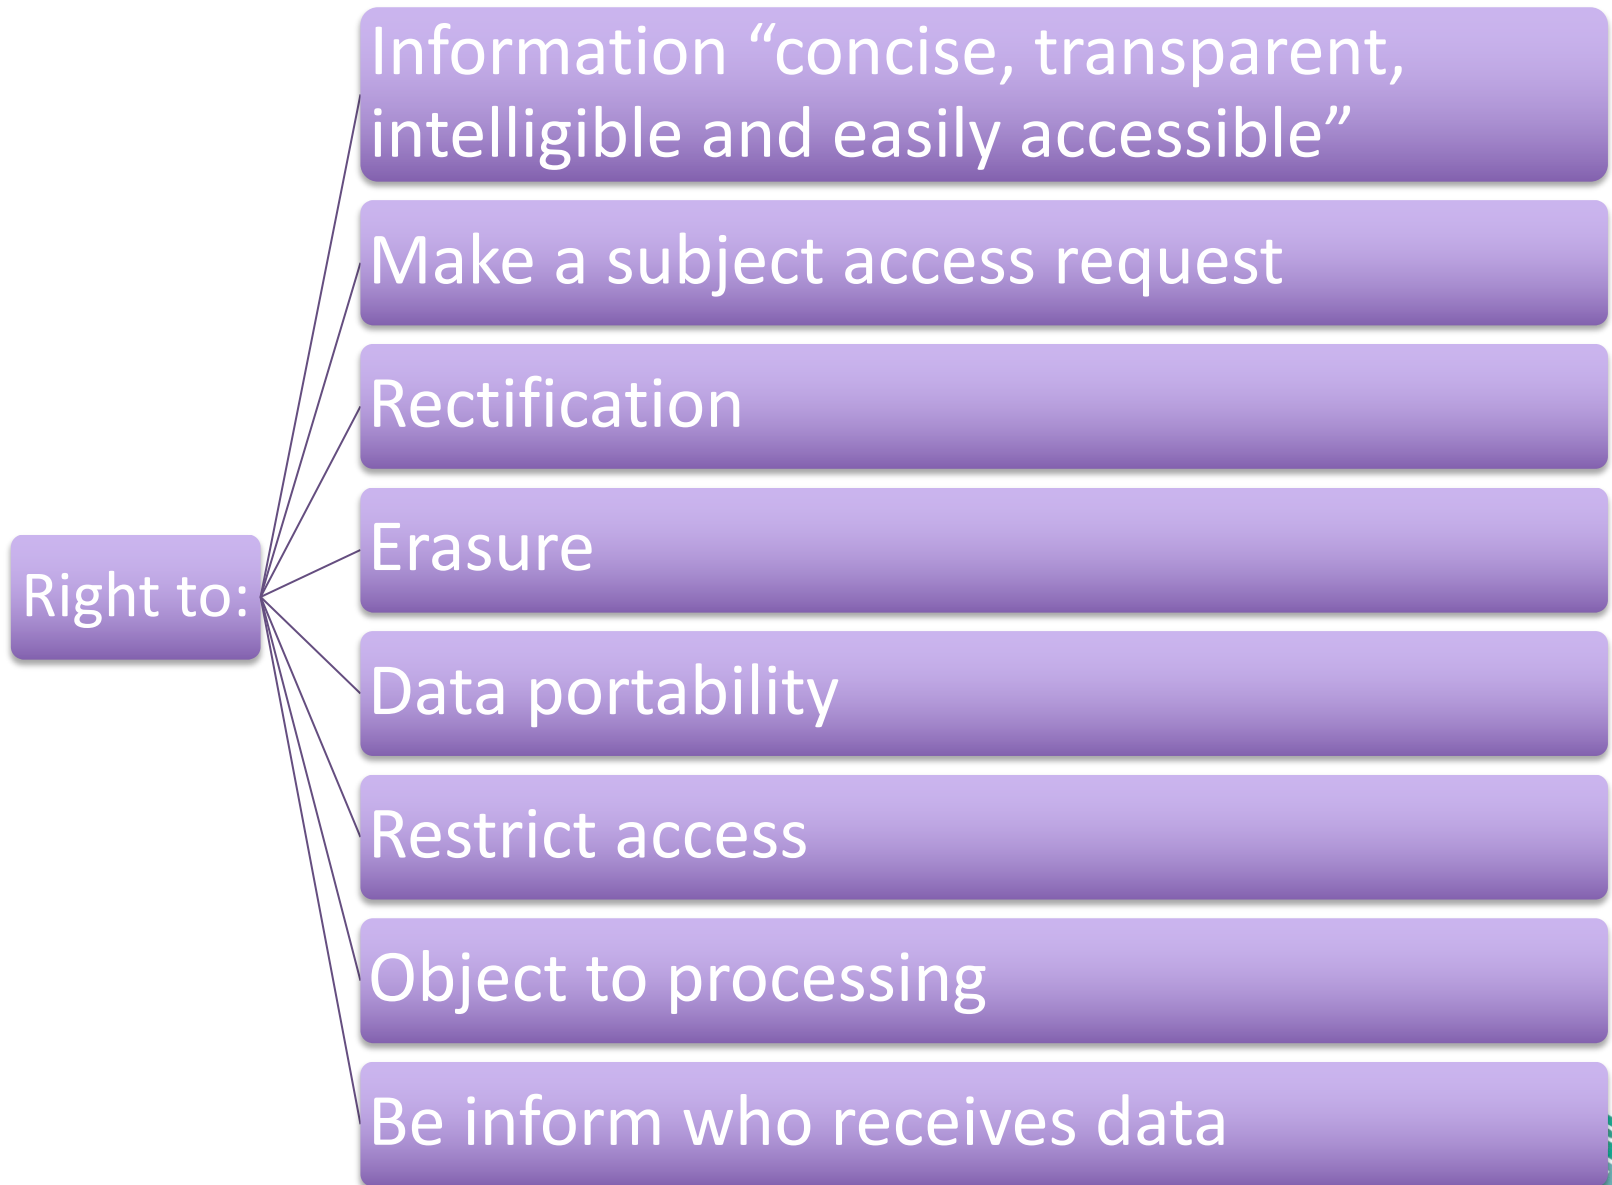 Information “concise, transparent,
intelligible and easily accessible”
Make a subject access request
Rectification
Erasure
Right to:
Data portability
Restrict access
Object to processing
Be inform who receives data